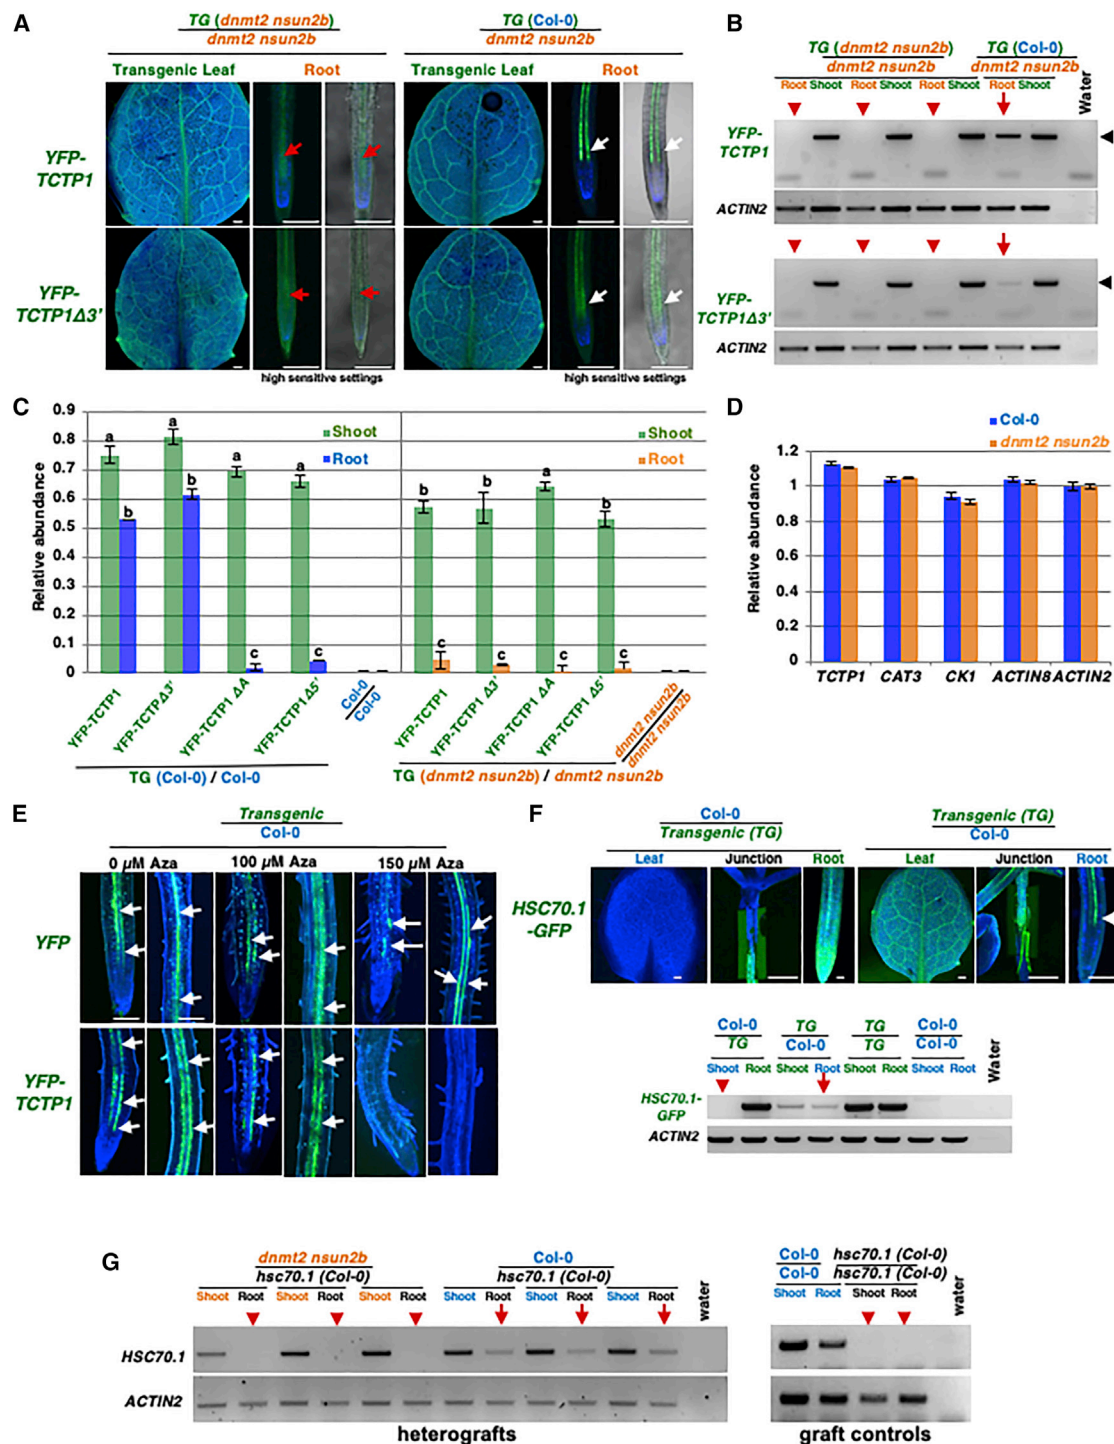 A
TG (dnmt2 nsun2b)
dnmt2 nsun2b
TG (Col-0)
dnmt2 nsun2b
Transgenic Leaf
Root
Transgenic Leaf
Root
YFP-
TCTP1
YFP-
TCTP1Δ3'
high sensitive settings
high sensitive settings
B
TG (dnmt2 nsun2b)
dnmt2 nsun2b
TG (Col-0)
dnmt2 nsun2b
Root Shoot Root Shoot Root Shoot Root Shoot
Water
YFP-
TCTP1
ACTIN2
YFP-
TCTP1Δ3'
ACTIN2
C
Relative abundance
0.9
0.8
0.7
0.6
0.5
0.4
0.3
0.2
0.1
0
Shoot
Root
Shoot
Root
a
b
a
b
a
c
a
c
b
c
b
c
a
c
b
c
YFP-TCTP1
YFP-TCTPΔ3'
YFP-TCTP1 ΔA
YFP-TCTP1Δ5'
Col-0
Col-0
YFP-TCTP1
YFP-TCTP1 Δ3'
YFP-TCTP1 ΔA
YFP-TCTP1 Δ5'
dnmt2 nsun2b
dnmt2 nsun2b
TG (Col-0) / Col-0
TG (dnmt2 nsun2b) / dnmt2 nsun2b
D
Col-0
dnmt2 nsun2b
Relative abundance
1.2
1
0.8
0.6
0.4
0.2
0
TCTP1 CAT3 CK1 ACTIN8 ACTIN2
E
Transgenic
Col-0
0 µM Aza
100 µM Aza
150 µM Aza
YFP
YFP-
TCTP1
F
Col-0
Transgenic (TG)
Transgenic (TG)
Col-0
Leaf
Junction
Root
Leaf
Junction
Root
HSC70.1
-GFP
Col-0
TG
TG
Col-0
TG
TG
Col-0
Col-0
Shoot Root Shoot Root Shoot Root Shoot Root
Water
HSC70.1-
GFP
ACTIN2
G
dnmt2 nsun2b
hsc70.1 (Col-0)
Col-0
hsc70.1 (Col-0)
Shoot Root Shoot Root Shoot Root Shoot Root Shoot Root Shoot Root
water
HSC70.1
ACTIN2
heterografts
Col-0
Col-0
hsc70.1 (Col-0)
hsc70.1 (Col-0)
Shoot Root Shoot Root
water
graft controls